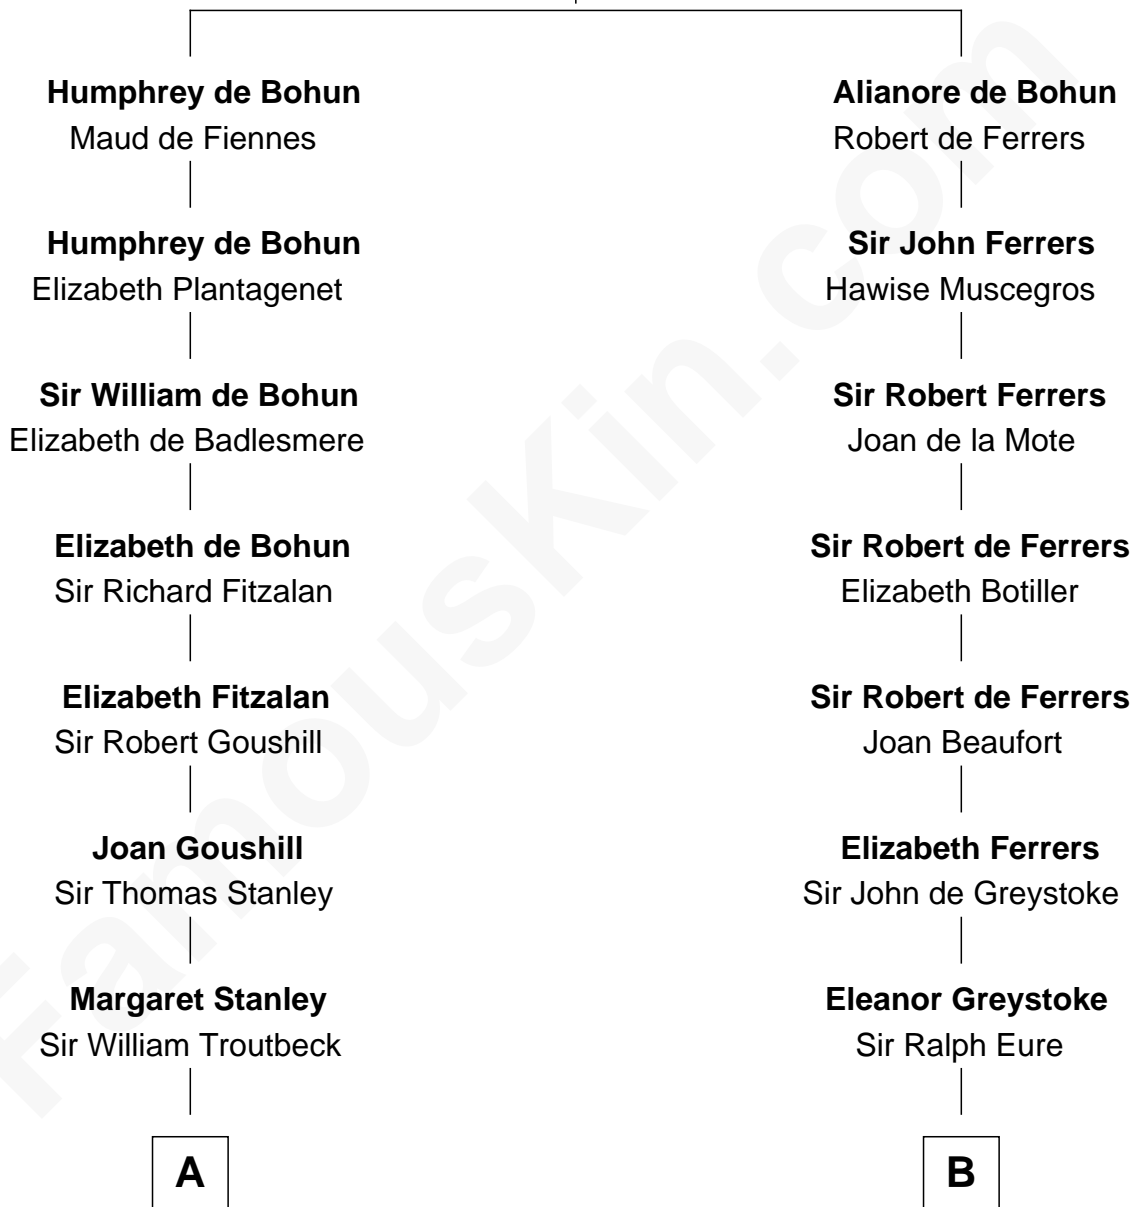 Humphrey de Bohun
Maud de Fiennes
Humphrey de Bohun
Elizabeth Plantagenet
Sir William de Bohun
Elizabeth de Badlesmere
Elizabeth de Bohun
Sir Richard Fitzalan
Elizabeth Fitzalan
Sir Robert Goushill
Joan Goushill
Sir Thomas Stanley
Margaret Stanley
Sir William Troutbeck
A
Alianore de Bohun
Robert de Ferrers
Sir John Ferrers
Hawise Muscegros
Sir Robert Ferrers
Joan de la Mote
Sir Robert de Ferrers
Elizabeth Botiller
Sir Robert de Ferrers
Joan Beaufort
Elizabeth Ferrers
Sir John de Greystoke
Eleanor Greystoke
Sir Ralph Eure
B
FamousKin.com